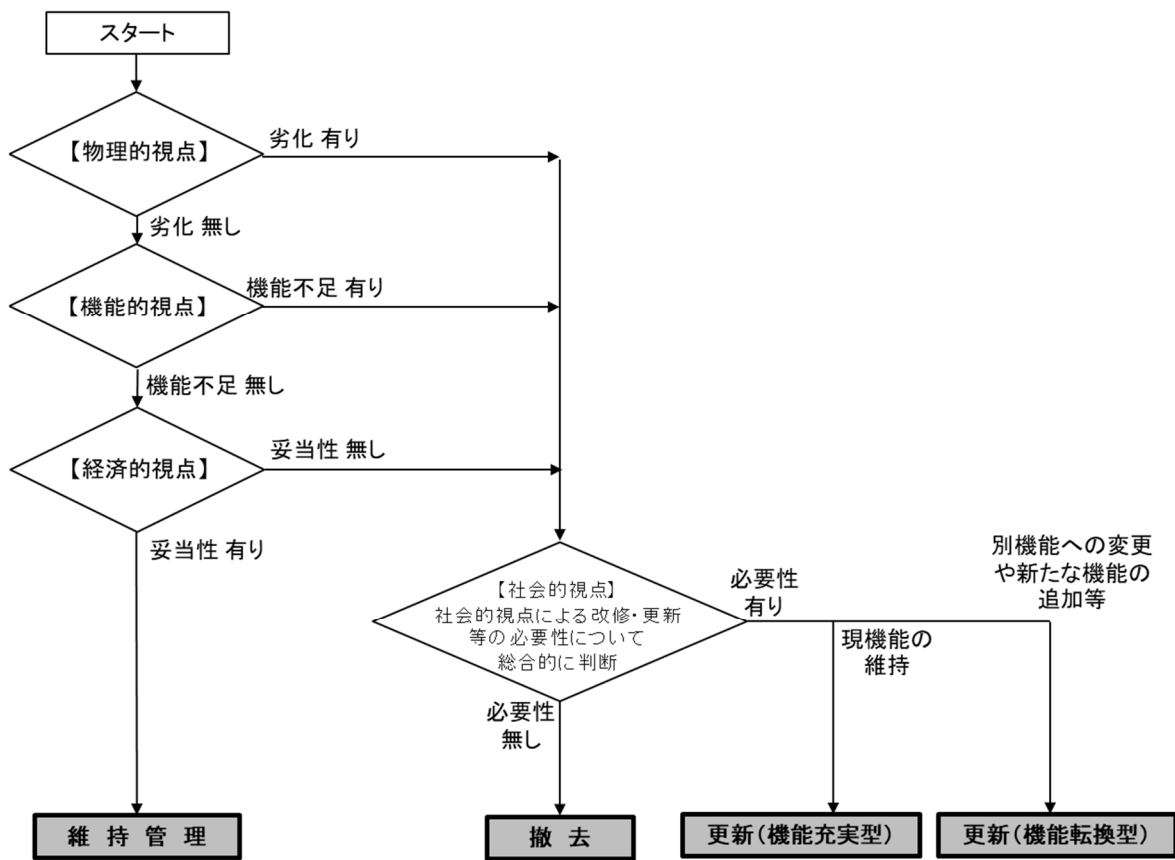 スタート
【物理的視点】
劣化 有り
劣化 無し
【機能的視点】
機能不足 有り
機能不足 無し
【経済的視点】
妥当性 無し
妥当性 有り
【社会的視点】
社会的視点による改修・更新
等の必要性について
総合的に判断
必要性
有り
別機能への変更
や新たな機能の
追加等
現機能の
維持
必要性
無し
維 持 管 理
撤 去
更新(機能充実型)
更新(機能転換型)